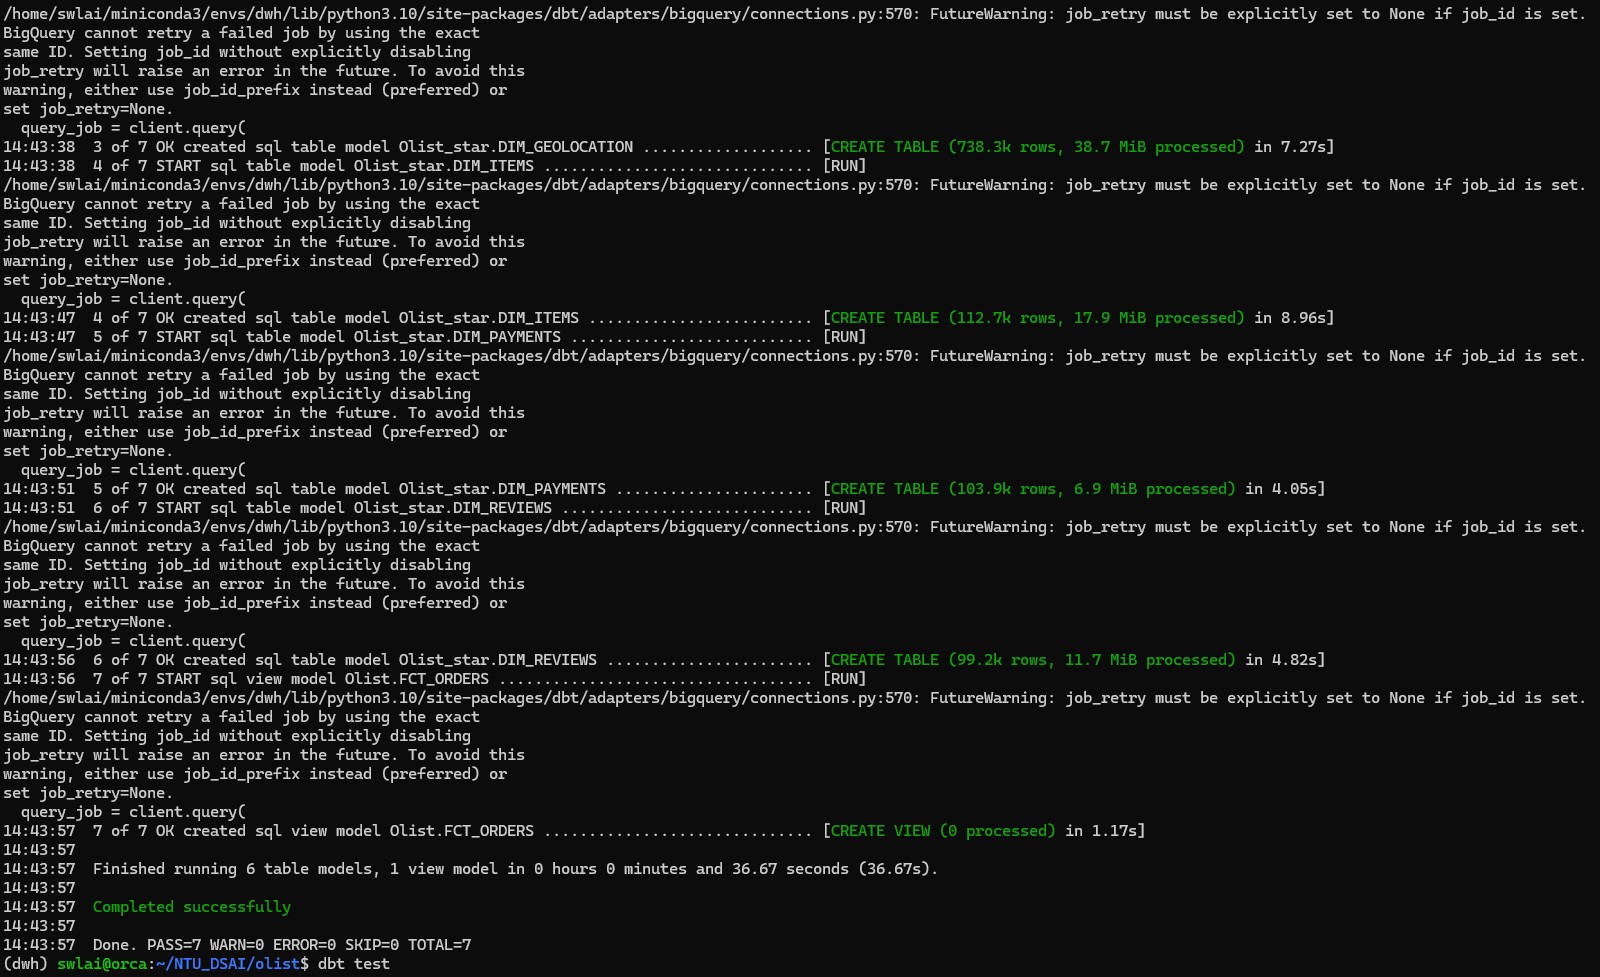 /home/swlai/miniconda3/envs/dwh/lib/python3.10/site-packages/dbt/adapters/bigquery/connections.py:570: FutureWarning: job_retry must be explicitly set to None if job_id is set.
BigQuery cannot retry a failed job by using the exact
same ID. Setting job_id without explicitly disabling
job_retry will raise an error in the future. To avoid this
warning, either use job_id_prefix instead (preferred) or
set job_retry=None.
  query_job = client.query(
14:43:38  3 of 7 OK created sql table model Olist_star.DIM_GEOLOCATION ................... [CREATE TABLE (738.3k rows, 38.7 MiB processed) in 7.27s]
14:43:38  4 of 7 START sql table model Olist_star.DIM_ITEMS .............................. [RUN]
/home/swlai/miniconda3/envs/dwh/lib/python3.10/site-packages/dbt/adapters/bigquery/connections.py:570: FutureWarning: job_retry must be explicitly set to None if job_id is set.
BigQuery cannot retry a failed job by using the exact
same ID. Setting job_id without explicitly disabling
job_retry will raise an error in the future. To avoid this
warning, either use job_id_prefix instead (preferred) or
set job_retry=None.
  query_job = client.query(
14:43:47  4 of 7 OK created sql table model Olist_star.DIM_ITEMS ......................... [CREATE TABLE (112.7k rows, 17.9 MiB processed) in 8.96s]
14:43:47  5 of 7 START sql table model Olist_star.DIM_PAYMENTS ........................... [RUN]
/home/swlai/miniconda3/envs/dwh/lib/python3.10/site-packages/dbt/adapters/bigquery/connections.py:570: FutureWarning: job_retry must be explicitly set to None if job_id is set.
BigQuery cannot retry a failed job by using the exact
same ID. Setting job_id without explicitly disabling
job_retry will raise an error in the future. To avoid this
warning, either use job_id_prefix instead (preferred) or
set job_retry=None.
  query_job = client.query(
14:43:51  5 of 7 OK created sql table model Olist_star.DIM_PAYMENTS ...................... [CREATE TABLE (103.9k rows, 6.9 MiB processed) in 4.05s]
14:43:51  6 of 7 START sql table model Olist_star.DIM_REVIEWS ............................ [RUN]
/home/swlai/miniconda3/envs/dwh/lib/python3.10/site-packages/dbt/adapters/bigquery/connections.py:570: FutureWarning: job_retry must be explicitly set to None if job_id is set.
BigQuery cannot retry a failed job by using the exact
same ID. Setting job_id without explicitly disabling
job_retry will raise an error in the future. To avoid this
warning, either use job_id_prefix instead (preferred) or
set job_retry=None.
  query_job = client.query(
14:43:56  6 of 7 OK created sql table model Olist_star.DIM_REVIEWS ....................... [CREATE TABLE (99.2k rows, 11.7 MiB processed) in 4.82s]
14:43:56  7 of 7 START sql view model Olist.FCT_ORDERS ................................... [RUN]
/home/swlai/miniconda3/envs/dwh/lib/python3.10/site-packages/dbt/adapters/bigquery/connections.py:570: FutureWarning: job_retry must be explicitly set to None if job_id is set.
BigQuery cannot retry a failed job by using the exact
same ID. Setting job_id without explicitly disabling
job_retry will raise an error in the future. To avoid this
warning, either use job_id_prefix instead (preferred) or
set job_retry=None.
  query_job = client.query(
14:43:57  7 of 7 OK created sql view model Olist.FCT_ORDERS .............................. [CREATE VIEW (0 processed) in 1.17s]
14:43:57
14:43:57  Finished running 6 table models, 1 view model in 0 hours 0 minutes and 36.67 seconds (36.67s).
14:43:57
14:43:57  Completed successfully
14:43:57
14:43:57  Done. PASS=7 WARN=0 ERROR=0 SKIP=0 TOTAL=7
(dwh) swlai@orca:~/NTU_DSAI/olist$ dbt test